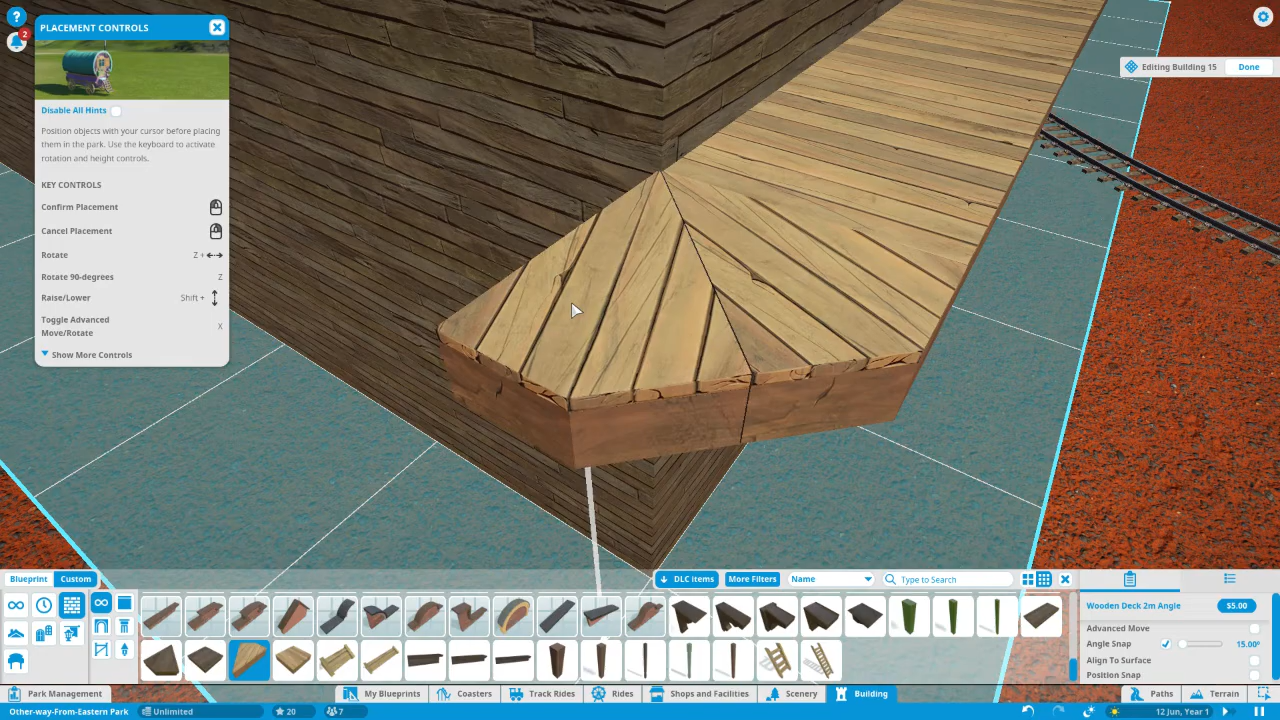 ?
2
PLACEMENT CONTROLS
Disable All Hints
Position objects with your cursor before placing
them in the park. Use the keyboard to activate
rotation and height controls.
KEY CONTROLS
Confirm Placement
Cancel Placement
Rotate Z +
Rotate 90-degrees Z
Raise/Lower Shift +
Toggle Advanced
Move/Rotate X
Show More Controls
Editing Building 15 Done
Blueprint Custom
DLC items More Filters Name Type to Search
Wooden Deck 2m Angle $5.00
Advanced Move
Angle Snap 15.00°
Align To Surface
Position Snap
Park Management My Blueprints Coasters Track Rides Rides Shops and Facilities Scenery Building Paths Terrain
Other-way-From-Eastern Park Unlimited 20 7 12 Jun, Year 1